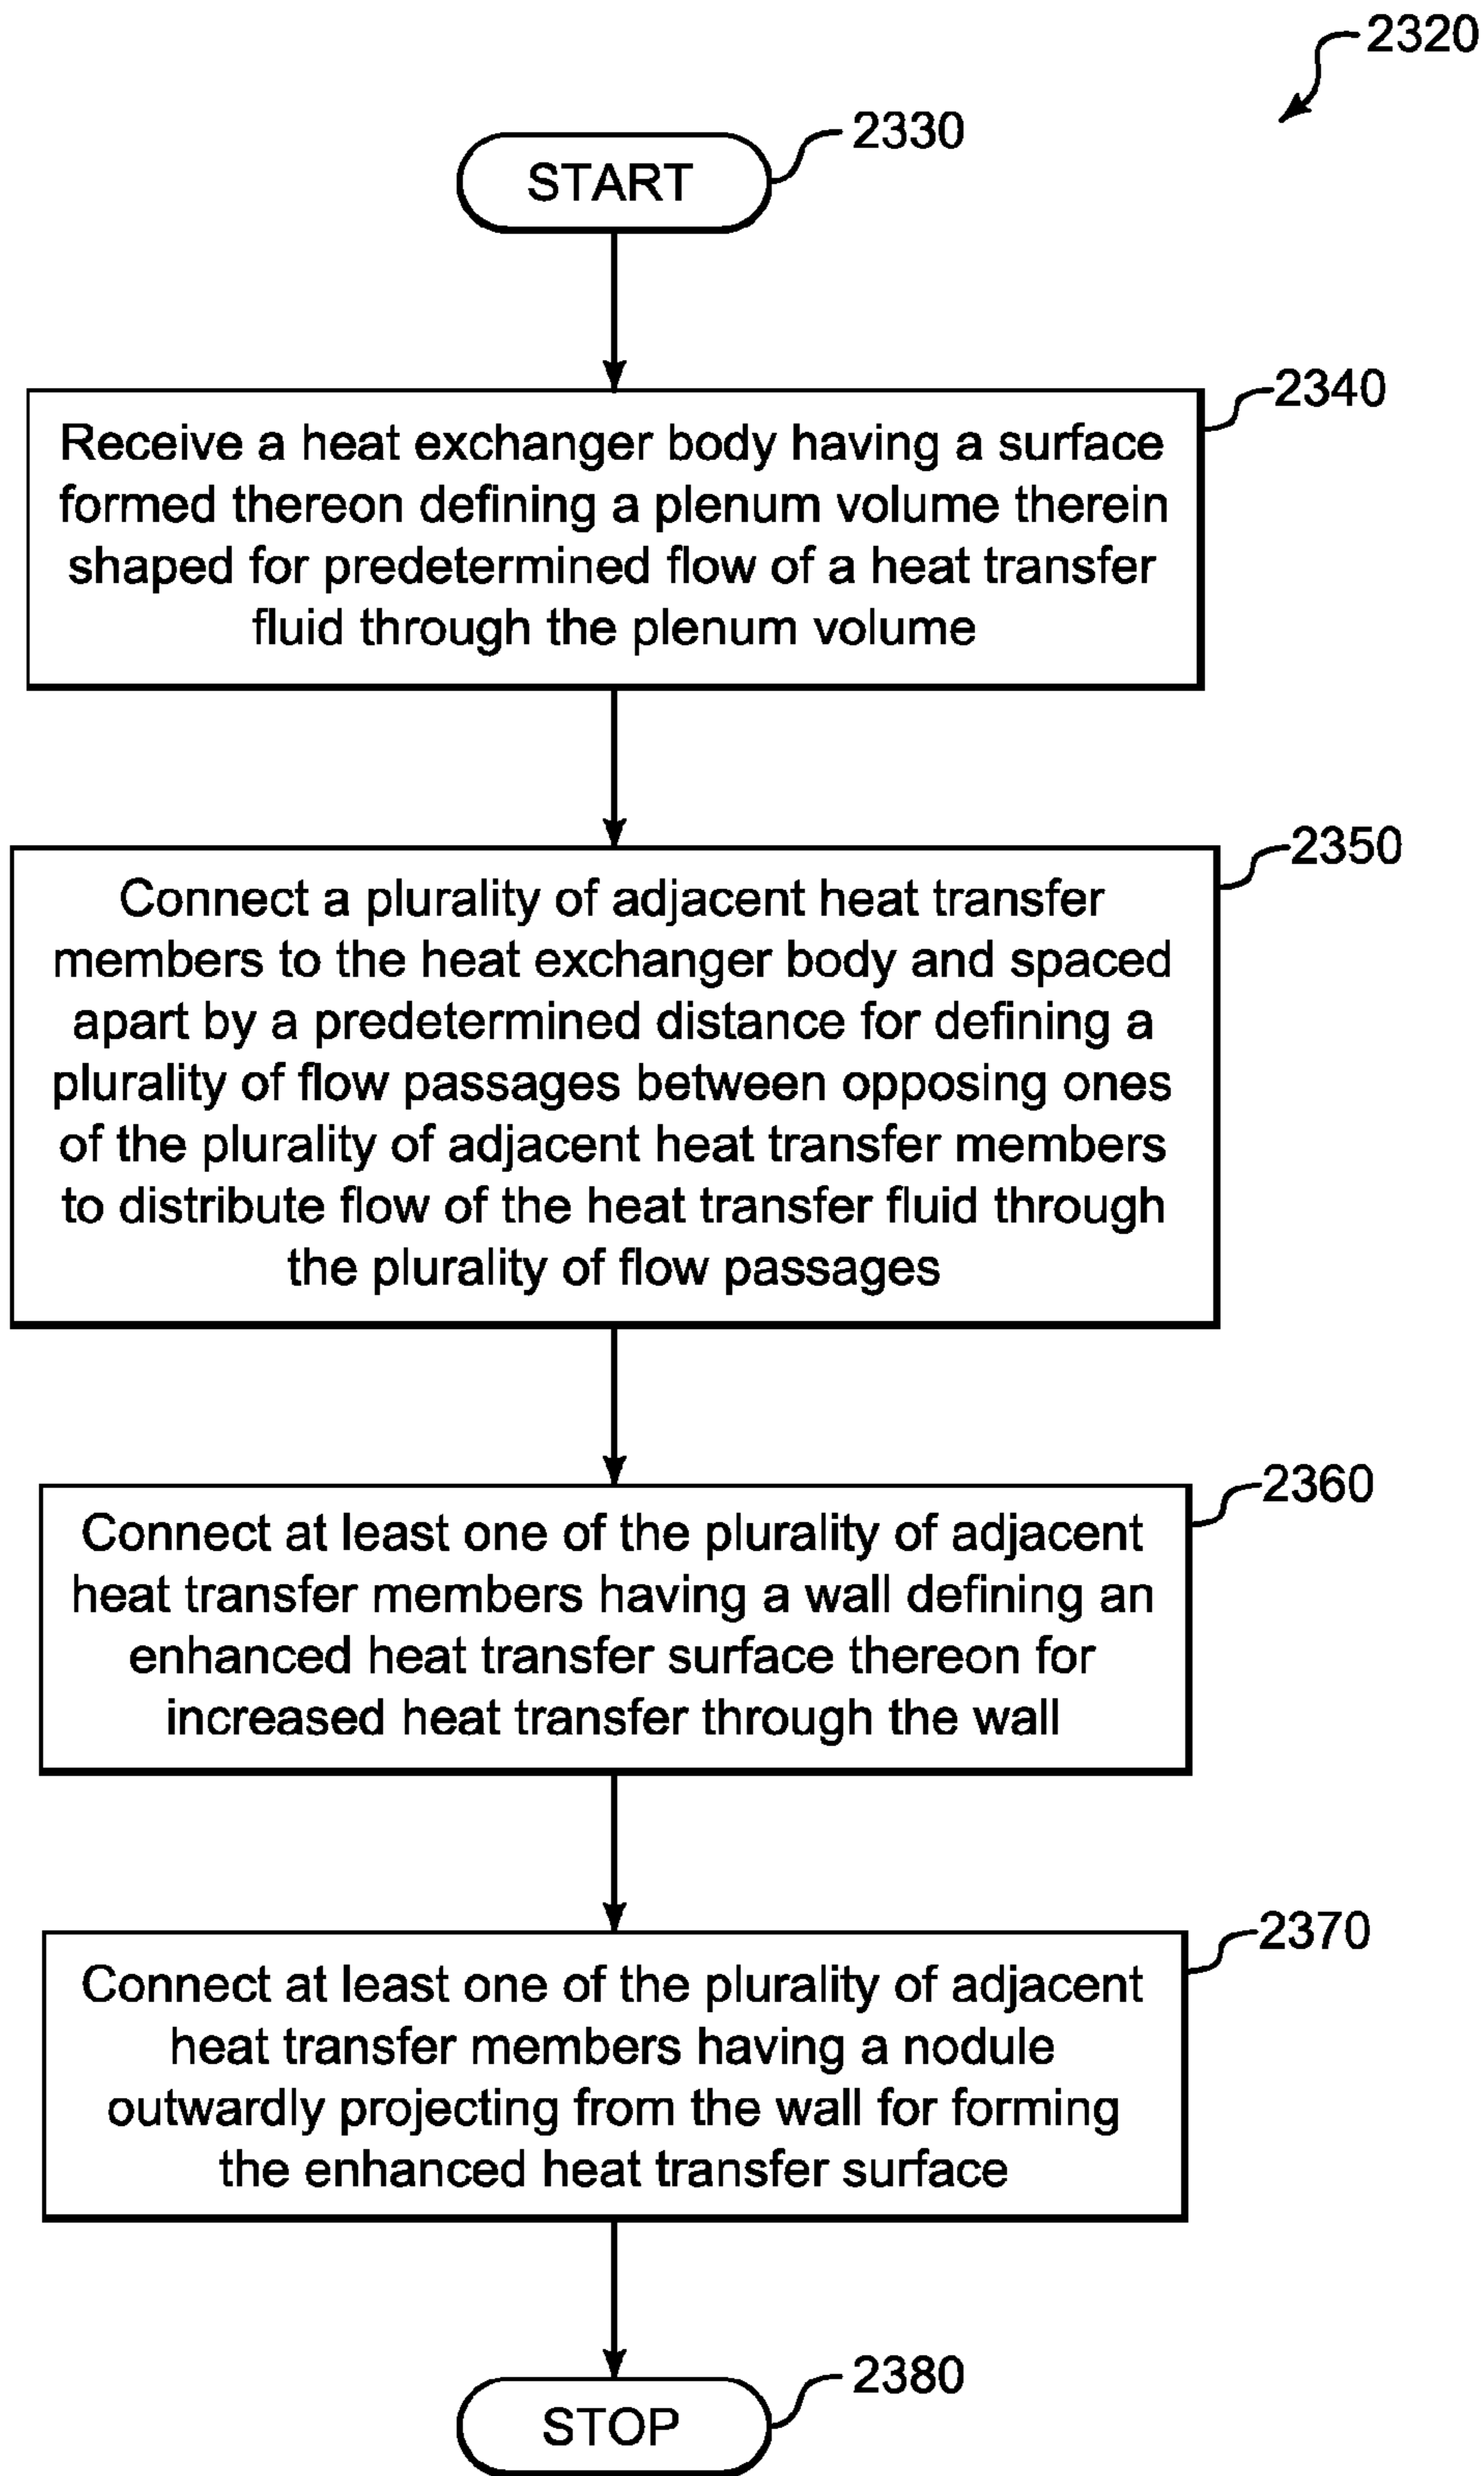 2320
2330
START
2340
Receive a heat exchanger body having a surface
formed thereon defining a plenum volume therein
shaped for predetermined flow of a heat transfer
fluid through the plenum volume
2350
Connect a plurality of adjacent heat transfer
members to the heat exchanger body and spaced
apart by a predetermined distance for defining a
plurality of flow passages between opposing ones
of the plurality of adjacent heat transfer members
to distribute flow of the heat transfer fluid through
the plurality of flow passages
2360
Connect at least one of the plurality of adjacent
heat transfer members having a wall defining an
enhanced heat transfer surface thereon for
increased heat transfer through the wall
2370
Connect at least one of the plurality of adjacent
heat transfer members having a nodule
outwardly projecting from the wall for forming
the enhanced heat transfer surface
2380
STOP